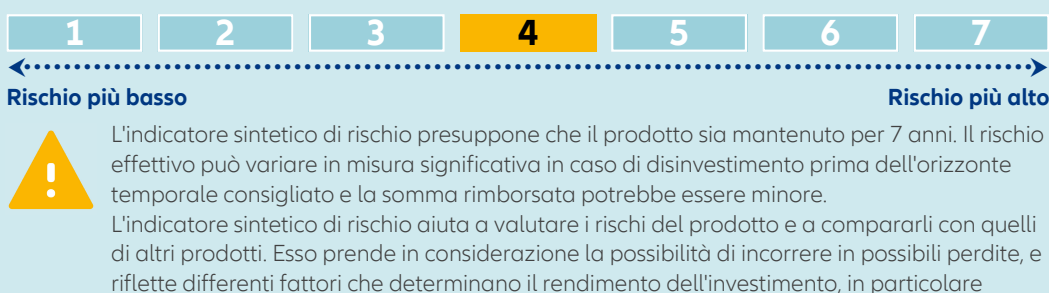 1 2 3 4 5 6 7
Rischio più basso Rischio più alto
!
L'indicatore sintetico di rischio presuppone che il prodotto sia mantenuto per 7 anni. Il rischio
effettivo può variare in misura significativa in caso di disinvestimento prima dell'orizzonte
temporale consigliato e la somma rimborsata potrebbe essere minore.
L'indicatore sintetico di rischio aiuta a valutare i rischi del prodotto e a compararli con quelli
di altri prodotti. Esso prende in considerazione la possibilità di incorrere in possibili perdite, e
riflette differenti fattori che determinano il rendimento dell'investimento, in particolare